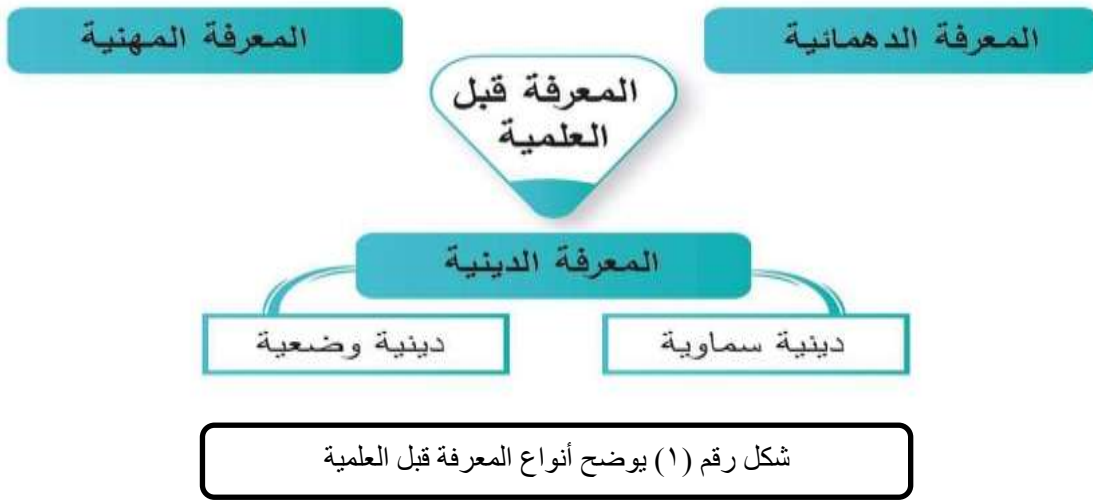 المعرفة الدهمائية
المعرفة المهنية
المعرفة قبل
العلمية
المعرفة الدينية
دينية سماوية
دينية وضعية
شكل رقم (١) يوضح أنواع المعرفة قبل العلمية